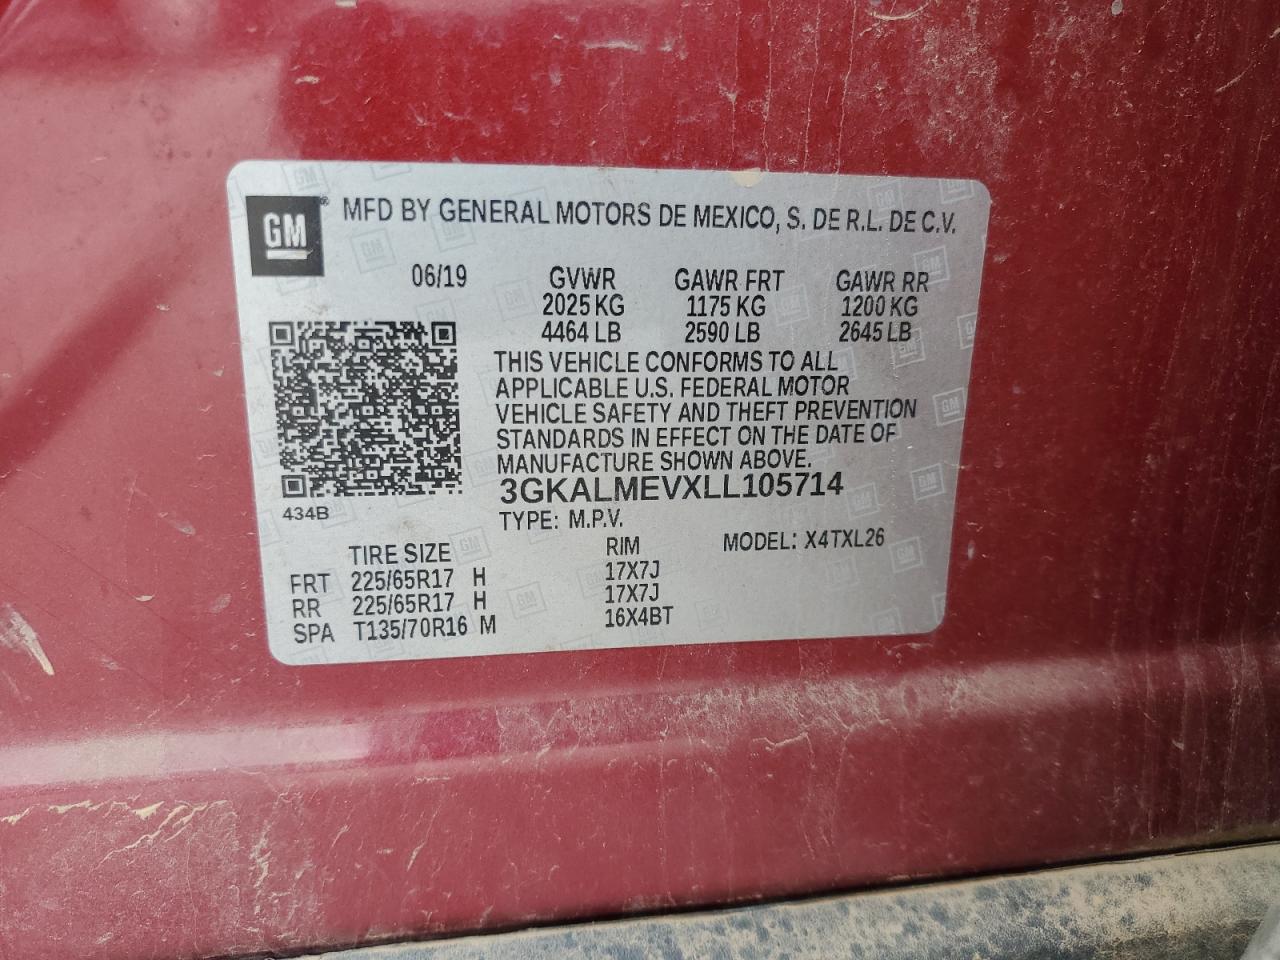 GM® MFD BY GENERAL MOTORS DE MEXICO, S. DE R.L. DE C.V.
06/19 GVWR GAWR FRT GAWR RR
2025 KG 1175 KG 1200 KG
4464 LB 2590 LB 2645 LB
THIS VEHICLE CONFORMS TO ALL
APPLICABLE U.S. FEDERAL MOTOR
VEHICLE SAFETY AND THEFT PREVENTION
STANDARDS IN EFFECT ON THE DATE OF
MANUFACTURE SHOWN ABOVE.
3GKALMEVXLL105714
434B TYPE: M.P.V.
TIRE SIZE RIM MODEL: X4TXL26
FRT 225/65R17 H 17X7J
RR 225/65R17 H 17X7J
SPA T135/70R16 M 16X4BT